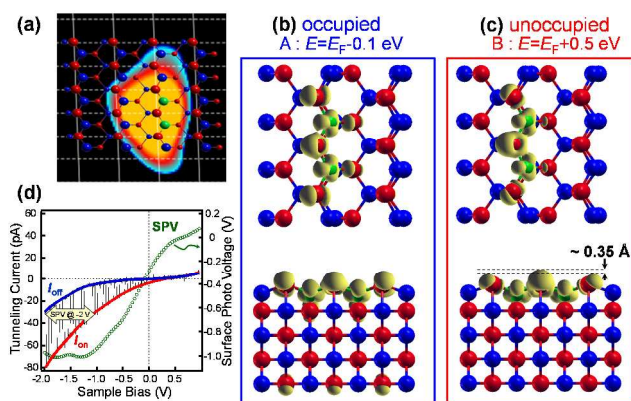 (a)
(b) occupied
A : E=EF-0.1 eV
(c) unoccupied
B : E=EF+0.5 eV
~ 0.35 Å
(d)
SPV
Ioff
SPV @ -2 V
Ion
Tunneling Current (pA)
60
40
20
0
-20
-40
-60
-80
-2.0
-1.5
-1.0
-0.5
0.0
0.5
Sample Bias (V)
0.2
0
-0.2
-0.4
-0.6
-0.8
-1.0
Surface Photo Voltage (V)